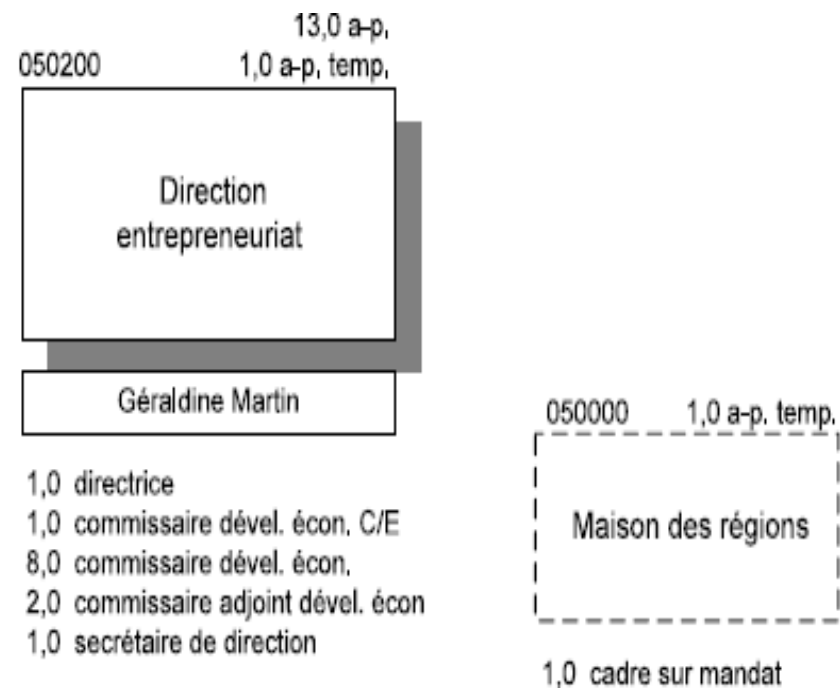 13,0 a-p.
050200 1,0 a-p. temp.
Direction
entrepreneuriat
Géraldine Martin
1,0 directrice
1,0 commissaire dével. écon. C/E
8,0 commissaire dével. écon.
2,0 commissaire adjoint dével. écon
1,0 secrétaire de direction
050000 1,0 a-p. temp.
Maison des régions
1,0 cadre sur mandat